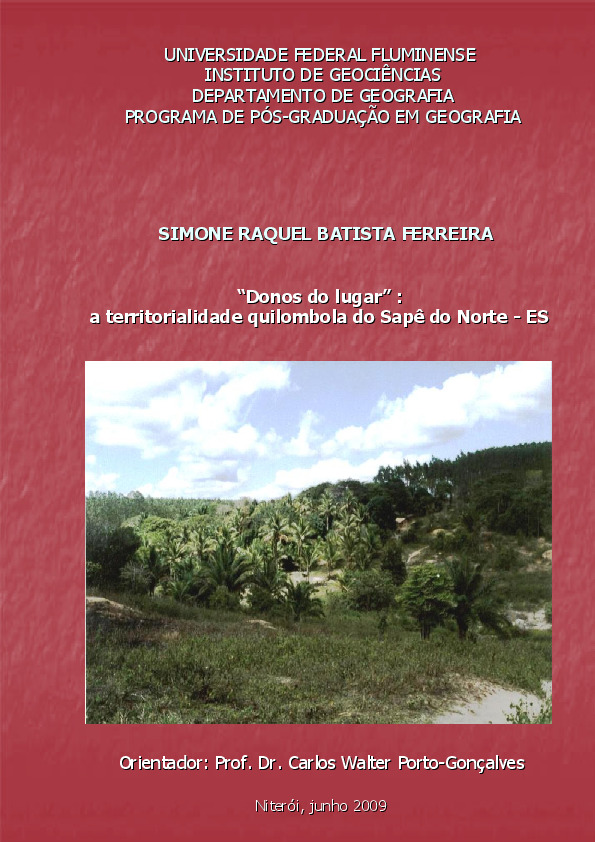 UNIVERSIDADE FEDERAL FLUMINENSE
INSTITUTO DE GEOCIÊNCIAS
DEPARTAMENTO DE GEOGRAFIA
PROGRAMA DE PÓS-GRADUAÇÃO EM GEOGRAFIA
SIMONE RAQUEL BATISTA FERREIRA
“Donos do lugar” :
a territorialidade quilombola do Sapê do Norte - ES
Orientador: Prof. Dr. Carlos Walter Porto-Gonçalves
Niterói, junho 2009